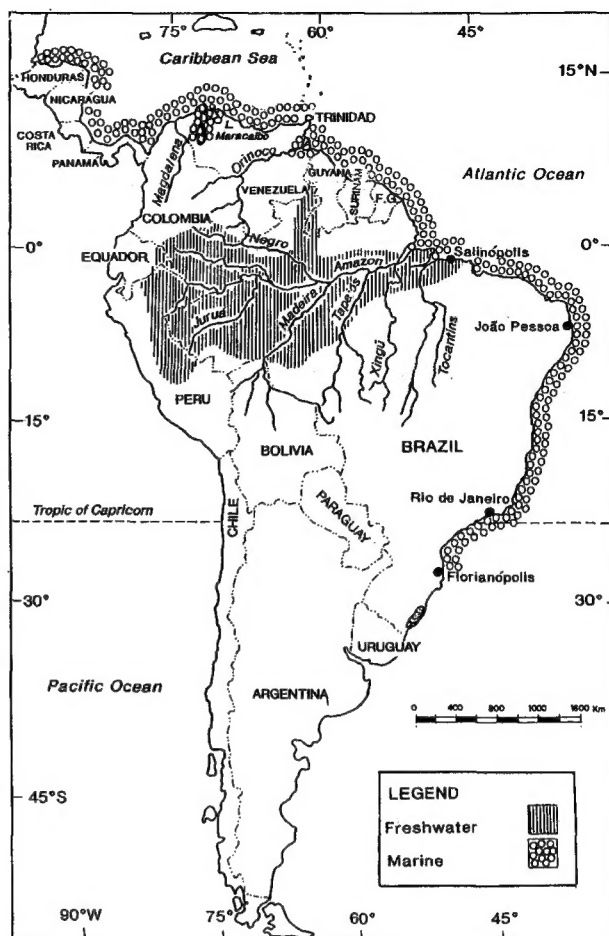 75° 60° 45°
Caribbean Sea
15°N
HONDURAS
NICARAGUA
TRINIDAD
L.
Maracaibo
COSTA
RICA
PANAMA
Magdalena
Orinoco
GUYANA
Atlantic Ocean
VENEZUELA
SURINAM
F.G.
COLOMBIA
Negro
0° 0°
Salinópolis
EQUADOR
Amazon
Jurua
Madeira
Tapajós
João Pessoa
Xingú
Tocantins
PERU
15° 15°
BOLIVIA
BRAZIL
Rio de Janeiro
Tropic of Capricorn
CHILE
PARAGUAY
Florianópolis
30° 30°
URUGUAY
Pacific Ocean
ARGENTINA
0 400 800 1200 1600 Km
45°S
LEGEND
Freshwater
Marine
90°W 75° 60° 45°